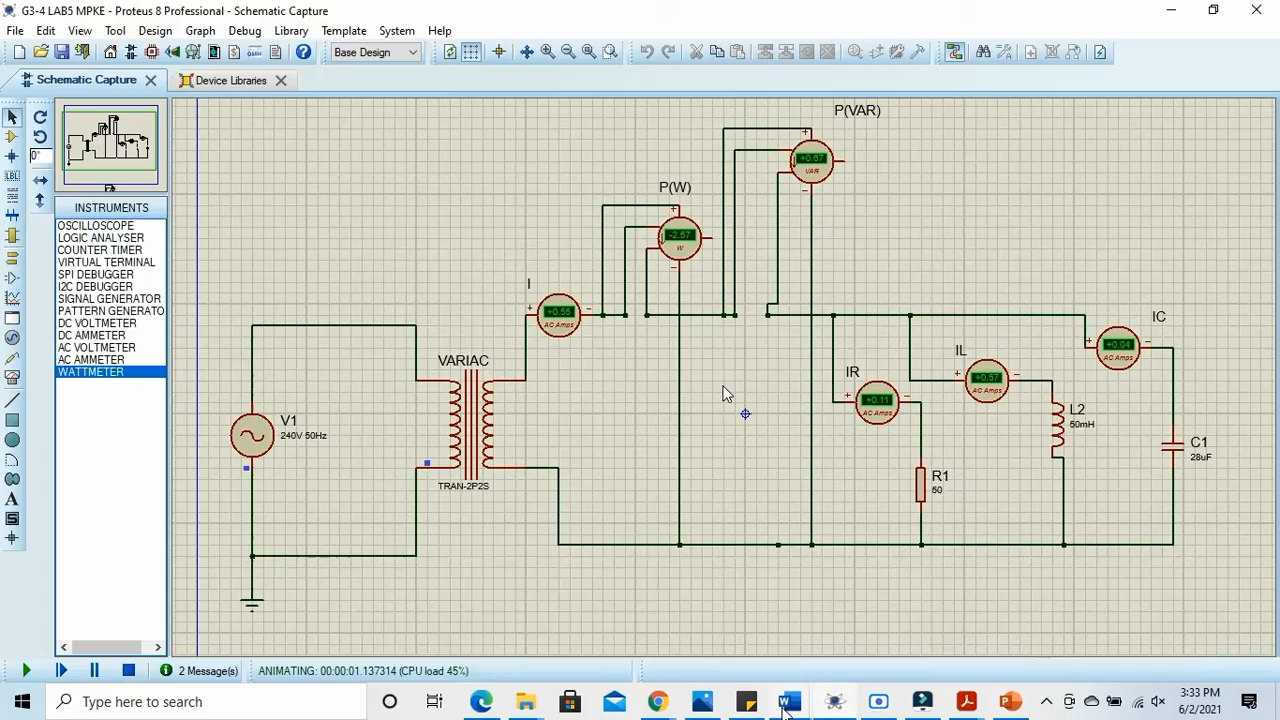 G3-4 LAB5 MPKE - Proteus 8 Professional - Schematic Capture
File Edit View Tool Design Graph Debug Library Template System Help
Base Design
Schematic Capture
Device Libraries
0°
LBL
INSTRUMENTS
OSCILLOSCOPE
LOGIC ANALYSER
COUNTER TIMER
VIRTUAL TERMINAL
SPI DEBUGGER
I2C DEBUGGER
SIGNAL GENERATOR
PATTERN GENERATO
DC VOLTMETER
DC AMMETER
AC VOLTMETER
AC AMMETER
WATTMETER
P(VAR)
+0.67
VAR
P(W)
-2.57
W
I
+0.55
AC Amps
VARIAC
TRAN-2P2S
V1
240V 50Hz
IR
+0.11
AC Amps
IL
+0.57
AC Amps
IC
+0.04
AC Amps
L2
50mH
R1
50
C1
28uF
2 Message(s)
ANIMATING: 00:00:01.137314 (CPU load 45%)
Type here to search
3:33 PM
6/2/2021